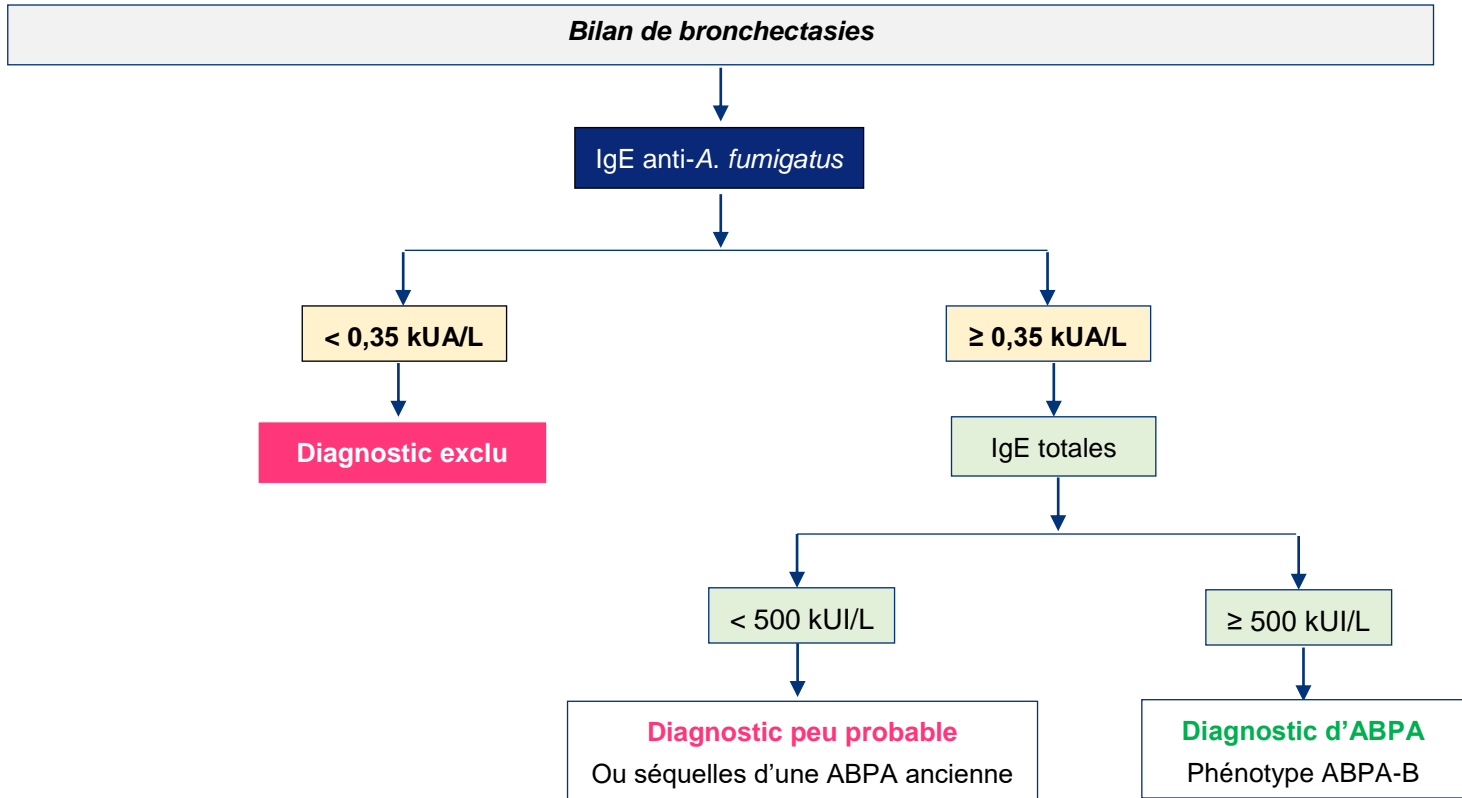 Bilan de bronchectasies
IgE anti-A. fumigatus
< 0,35 kUA/L
≥ 0,35 kUA/L
Diagnostic exclu
IgE totales
< 500 kUI/L
≥ 500 kUI/L
Diagnostic peu probable
Ou séquelles d’une ABPA ancienne
Diagnostic d’ABPA
Phénotype ABPA-B